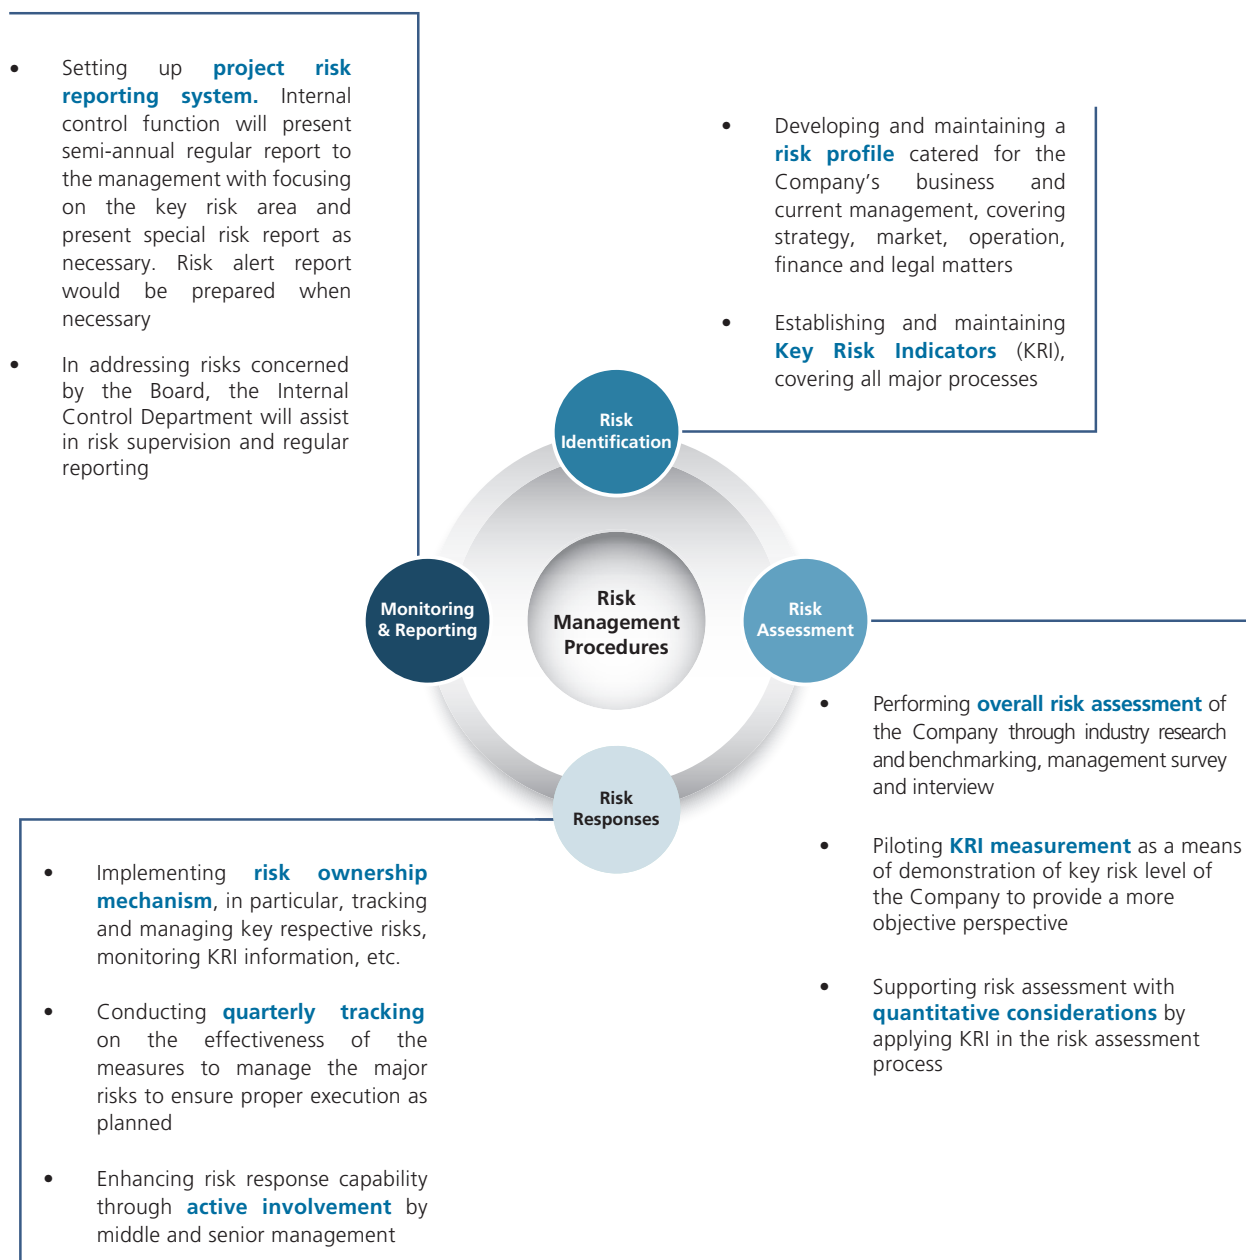 • Setting up project risk
reporting system. Internal
control function will present
semi-annual regular report to
the management with focusing
on the key risk area and
present special risk report as
necessary. Risk alert report
would be prepared when
necessary
• In addressing risks concerned
by the Board, the Internal
Control Department will assist
in risk supervision and regular
reporting
• Developing and maintaining a
risk profile catered for the
Company’s business and
current management, covering
strategy, market, operation,
finance and legal matters
• Establishing and maintaining
Key Risk Indicators (KRI),
covering all major processes
Risk
Identification
Monitoring
& Reporting
Risk
Management
Procedures
Risk
Assessment
Risk
Responses
• Performing overall risk assessment of
the Company through industry research
and benchmarking, management survey
and interview
• Piloting KRI measurement as a means
of demonstration of key risk level of
the Company to provide a more
objective perspective
• Supporting risk assessment with
quantitative considerations by
applying KRI in the risk assessment
process
• Implementing risk ownership
mechanism, in particular, tracking
and managing key respective risks,
monitoring KRI information, etc.
• Conducting quarterly tracking
on the effectiveness of the
measures to manage the major
risks to ensure proper execution as
planned
• Enhancing risk response capability
through active involvement by
middle and senior management